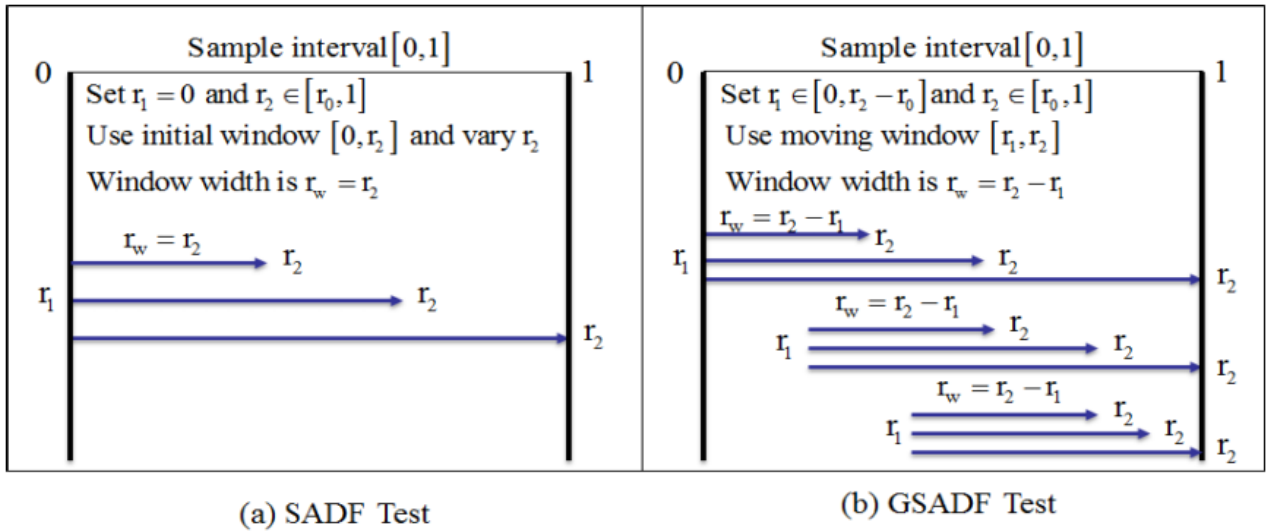 Sample interval[0,1]
0
1
Set r₁ = 0 and r₂ ∈ [r₀,1]
Use initial window [0,r₂] and vary r₂
Window width is r_w = r₂
r_w = r₂
r₂
r₁
r₂
r₂
(a) SADF Test
Sample interval[0,1]
0
1
Set r₁ ∈ [0,r₂ − r₀] and r₂ ∈ [r₀,1]
Use moving window [r₁,r₂]
Window width is r_w = r₂ − r₁
r_w = r₂ − r₁
r₂
r₁
r₂
r₂
r_w = r₂ − r₁
r₂
r₁
r₂
r₂
r_w = r₂ − r₁
r₂
r₁
r₂
r₂
(b) GSADF Test